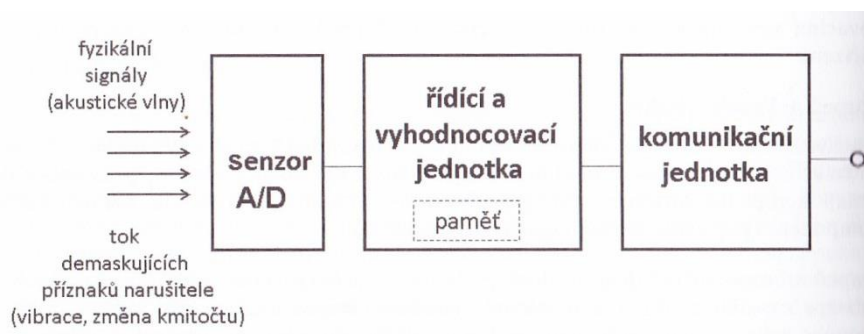 fyzikální
signály
(akustické vlny)
senzor
A/D
řídící a
vyhodnocovací
jednotka
paměť
komunikační
jednotka
tok
demaskujících
příznaků narušitele
(vibrace, změna kmitočtu)